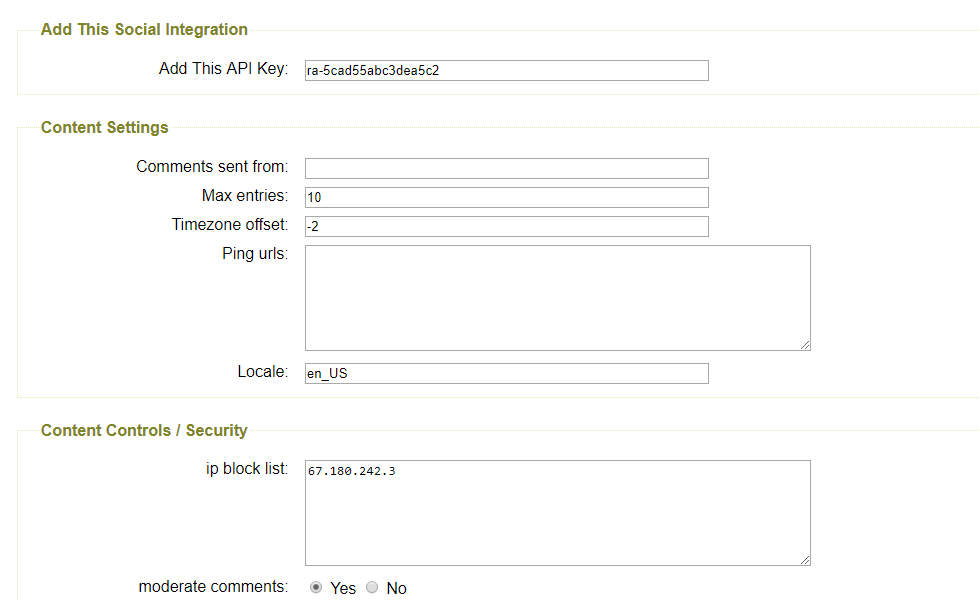 Add This Social Integration
Add This API Key: ra-5cad55abc3dea5c2
Content Settings
Comments sent from:
Max entries: 10
Timezone offset: -2
Ping urls:
Locale: en_US
Content Controls / Security
ip block list: 67.180.242.3
moderate comments: Yes No